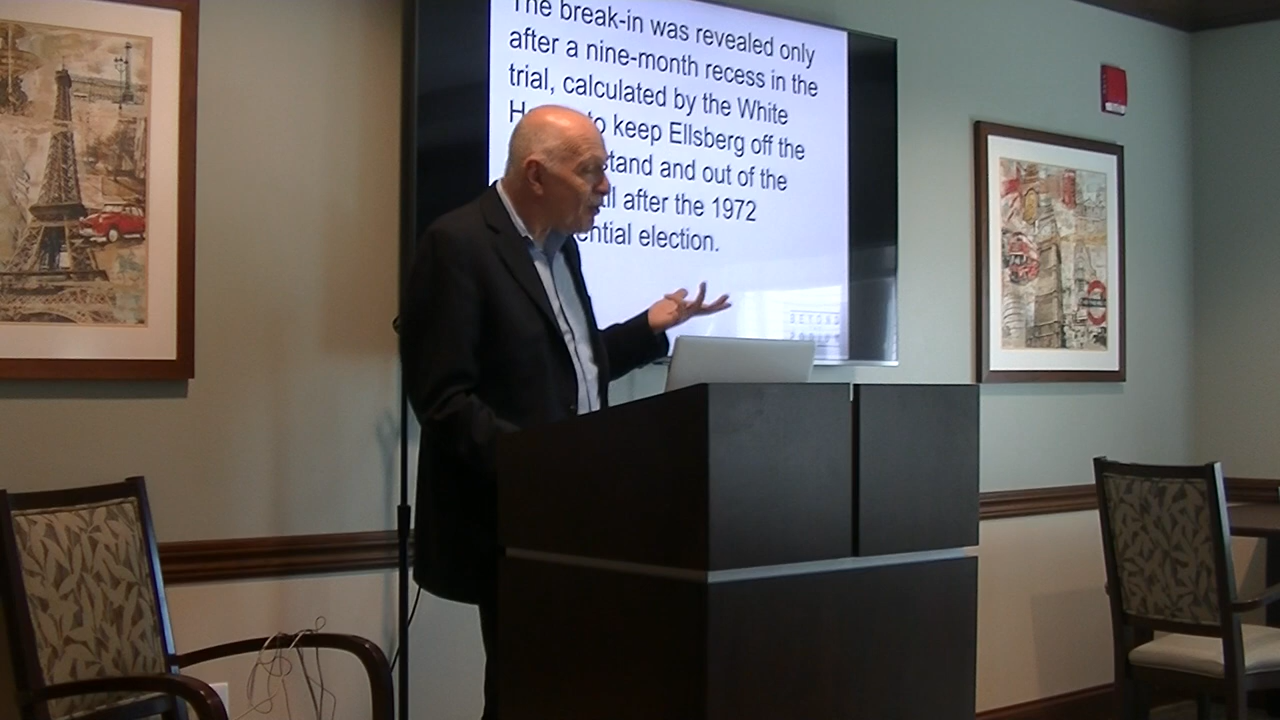 The break-in was revealed only
after a nine-month recess in the
trial, calculated by the White
to keep Ellsberg off the
stand and out of the
after the 1972
election.
BEYOND